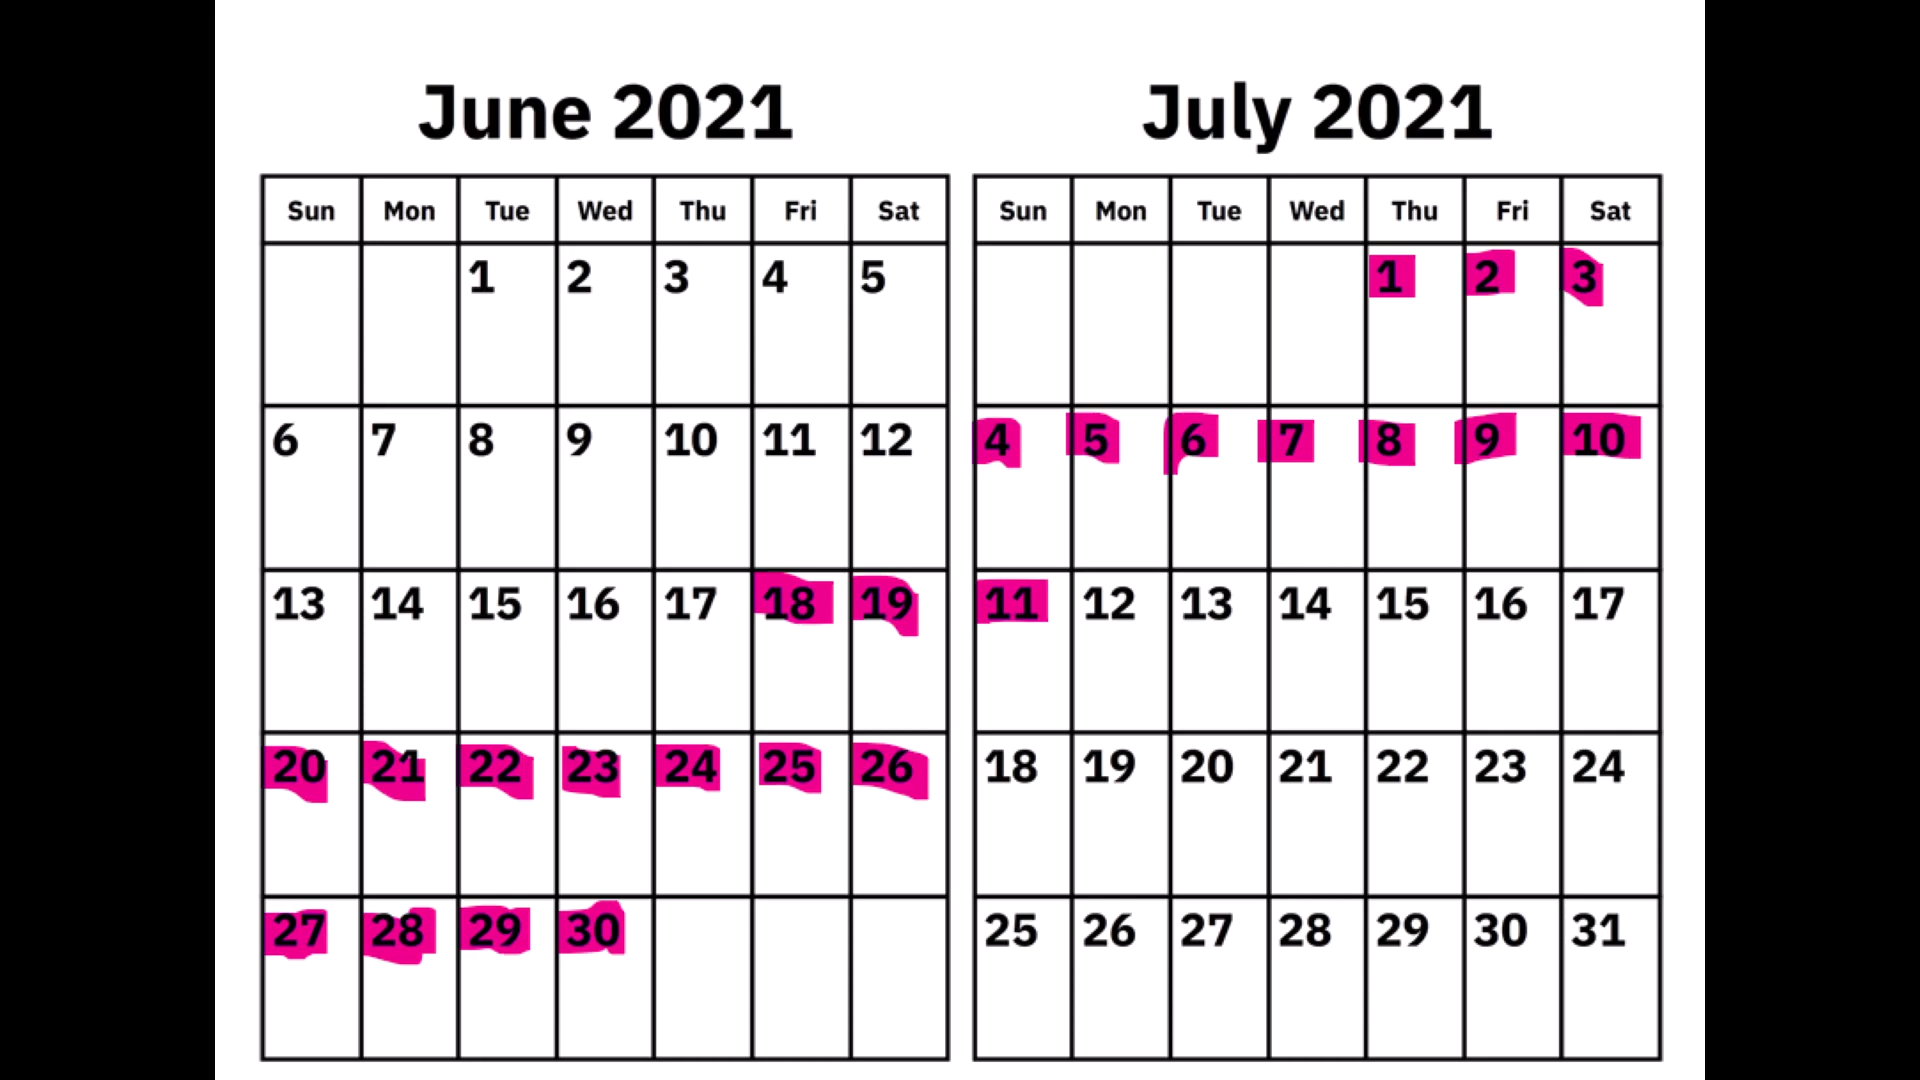 June 2021
Sun Mon Tue Wed Thu Fri Sat
1 2 3 4 5
6 7 8 9 10 11 12
13 14 15 16 17 18 19
20 21 22 23 24 25 26
27 28 29 30
July 2021
Sun Mon Tue Wed Thu Fri Sat
1 2 3
4 5 6 7 8 9 10
11 12 13 14 15 16 17
18 19 20 21 22 23 24
25 26 27 28 29 30 31